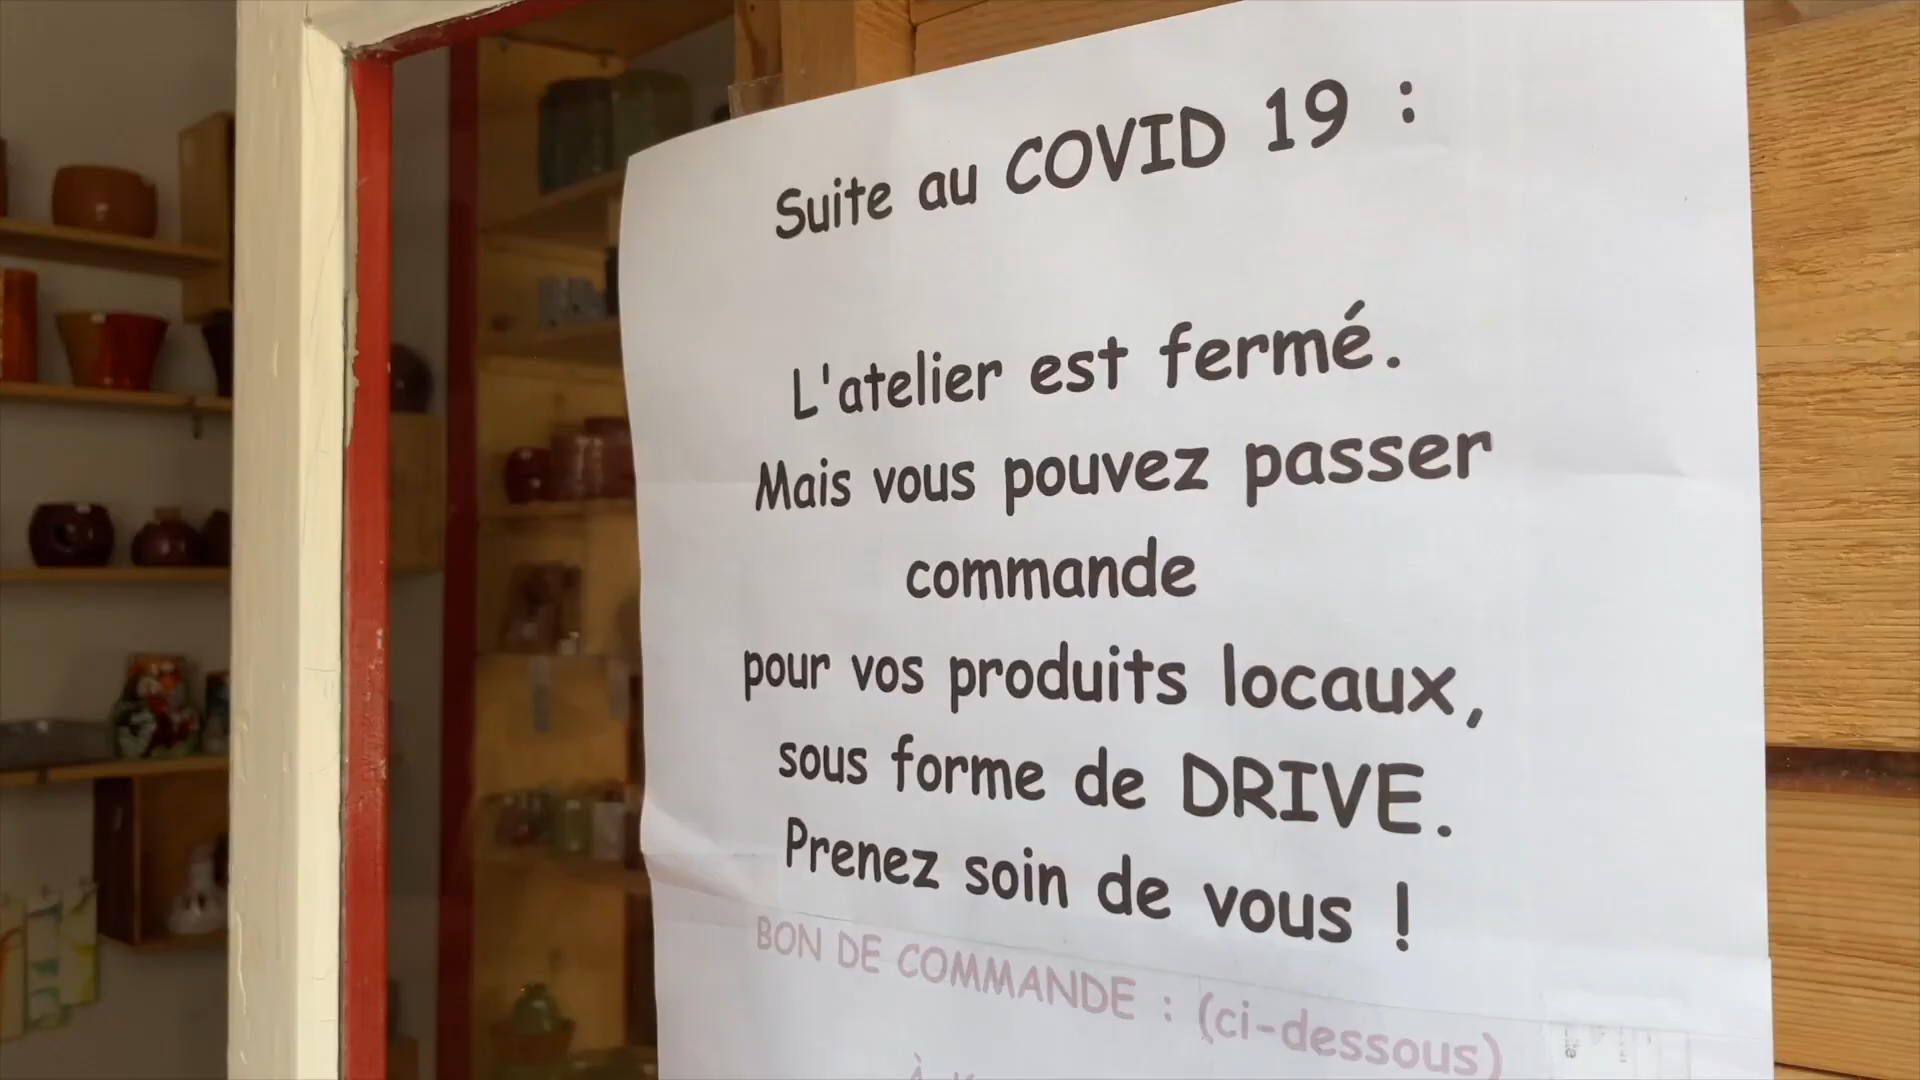 Suite au COVID 19 :
L'atelier est fermé.
Mais vous pouvez passer
commande
pour vos produits locaux,
sous forme de DRIVE.
Prenez soin de vous !
BON DE COMMANDE : (ci-dessous)